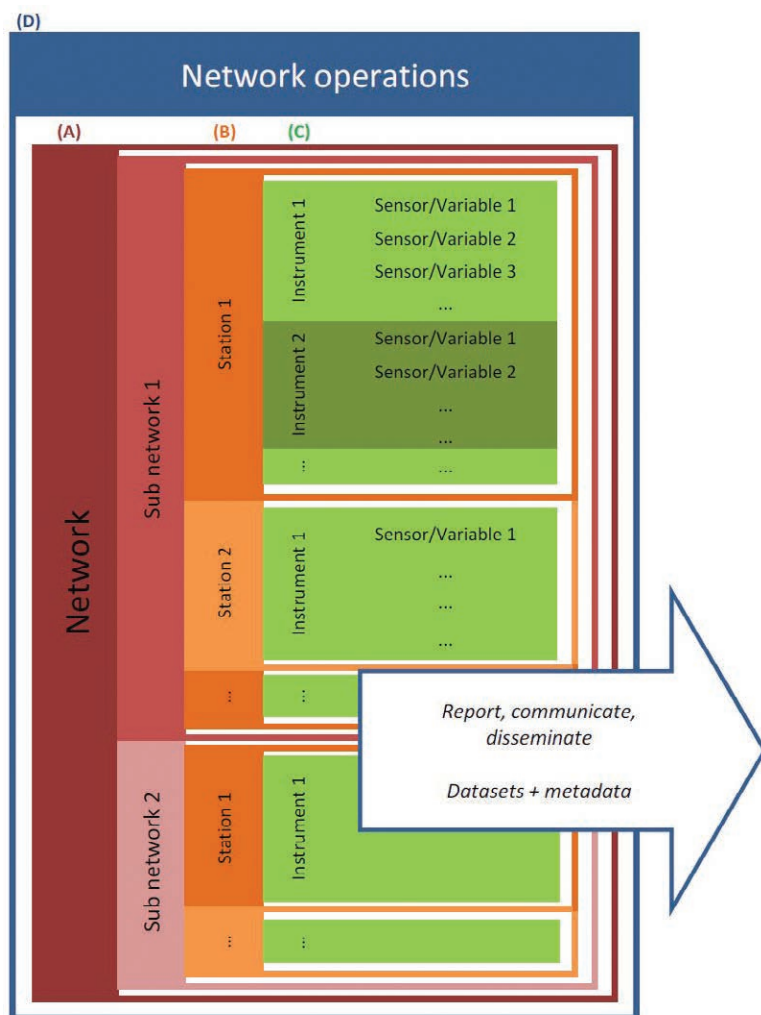 (D)
Network operations
(A)
(B)
(C)
Network
Sub network 1
Station 1
Instrument 1
Sensor/Variable 1
Sensor/Variable 2
Sensor/Variable 3
...
Instrument 2
Sensor/Variable 1
Sensor/Variable 2
...
...
...
...
Station 2
Instrument 1
Sensor/Variable 1
...
...
...
...
...
Sub network 2
Station 1
Instrument 1
...
...
Report, communicate,
disseminate
Datasets + metadata